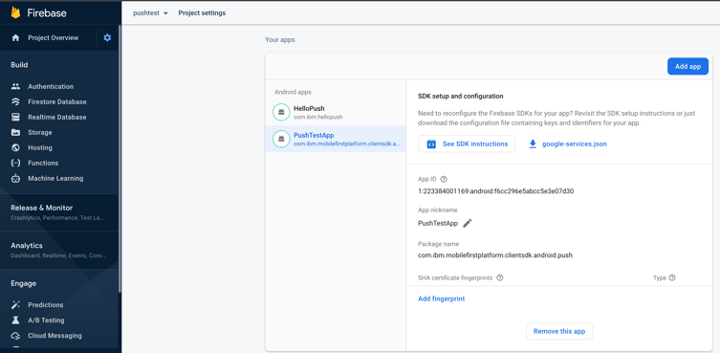 Firebase
pushtest
Project settings
Project Overview
Build
Authentication
Firestore Database
Realtime Database
Storage
Hosting
Functions
Machine Learning
Release & Monitor
Crashlytics, Performance, Test La...
Analytics
Dashboard, Realtime, Events, Conv...
Engage
Predictions
A/B Testing
Cloud Messaging
Your apps
Add app
Android apps
HelloPush
com.ibm.hellopush
PushTestApp
com.ibm.mobilefirstplatform.clientsdk.a...
SDK setup and configuration
Need to reconfigure the Firebase SDKs for your app? Revisit the SDK setup instructions or just
download the configuration file containing keys and identifiers for your app.
See SDK instructions
google-services.json
App ID
1:223384001169:android:f6cc296e5abcc5e3e07d30
App nickname
PushTestApp
Package name
com.ibm.mobilefirstplatform.clientsdk.android.push
SHA certificate fingerprints
Type
Add fingerprint
Remove this app